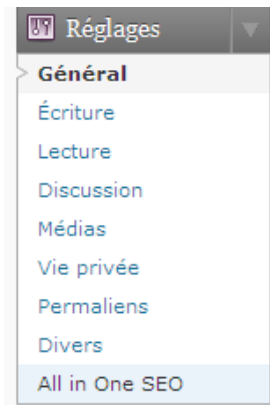 Réglages
Général
Écriture
Lecture
Discussion
Médias
Vie privée
Permaliens
Divers
All in One SEO